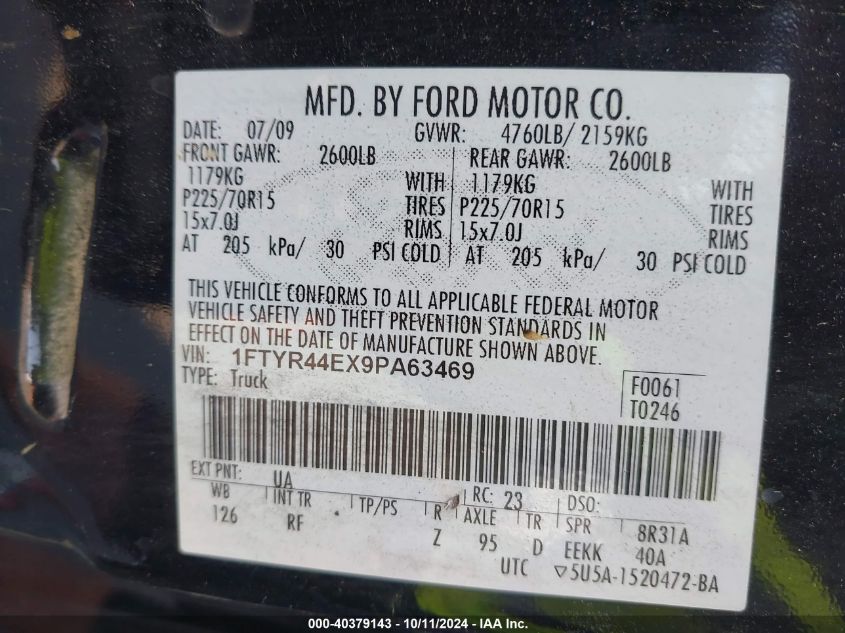 MFD. BY FORD MOTOR CO.
DATE: 07/09 GVWR: 4760LB/ 2159KG
FRONT GAWR: 2600LB REAR GAWR: 2600LB
1179KG WITH 1179KG WITH
P225/70R15 TIRES P225/70R15 TIRES
15x7.0J RIMS 15x7.0J RIMS
AT 205 kPa/ 30 PSI COLD AT 205 kPa/ 30 PSI COLD
THIS VEHICLE CONFORMS TO ALL APPLICABLE FEDERAL MOTOR
VEHICLE SAFETY AND THEFT PREVENTION STANDARDS IN
EFFECT ON THE DATE OF MANUFACTURE SHOWN ABOVE.
VIN: 1FTYR44EX9PA63469
TYPE: Truck
F0061
T0246
EXT PNT: UA RC: 23 DSO:
WB INT TR TP/PS R AXLE TR SPR 8R31A
126 RF Z 95 D EEKK 40A
UTC ▽5U5A-1520472-BA
000-40379143 - 10/11/2024 - IAA Inc.